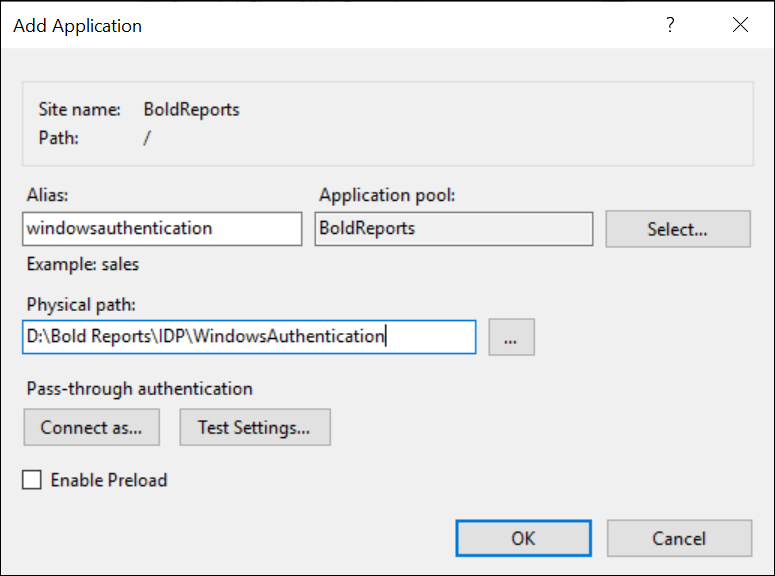 Add Application
?
Site name: BoldReports
Path: /
Alias:
Application pool:
windowsauthentication
BoldReports
Select...
Example: sales
Physical path:
D:\Bold Reports\IDP\WindowsAuthentication
...
Pass-through authentication
Connect as...
Test Settings...
Enable Preload
OK
Cancel